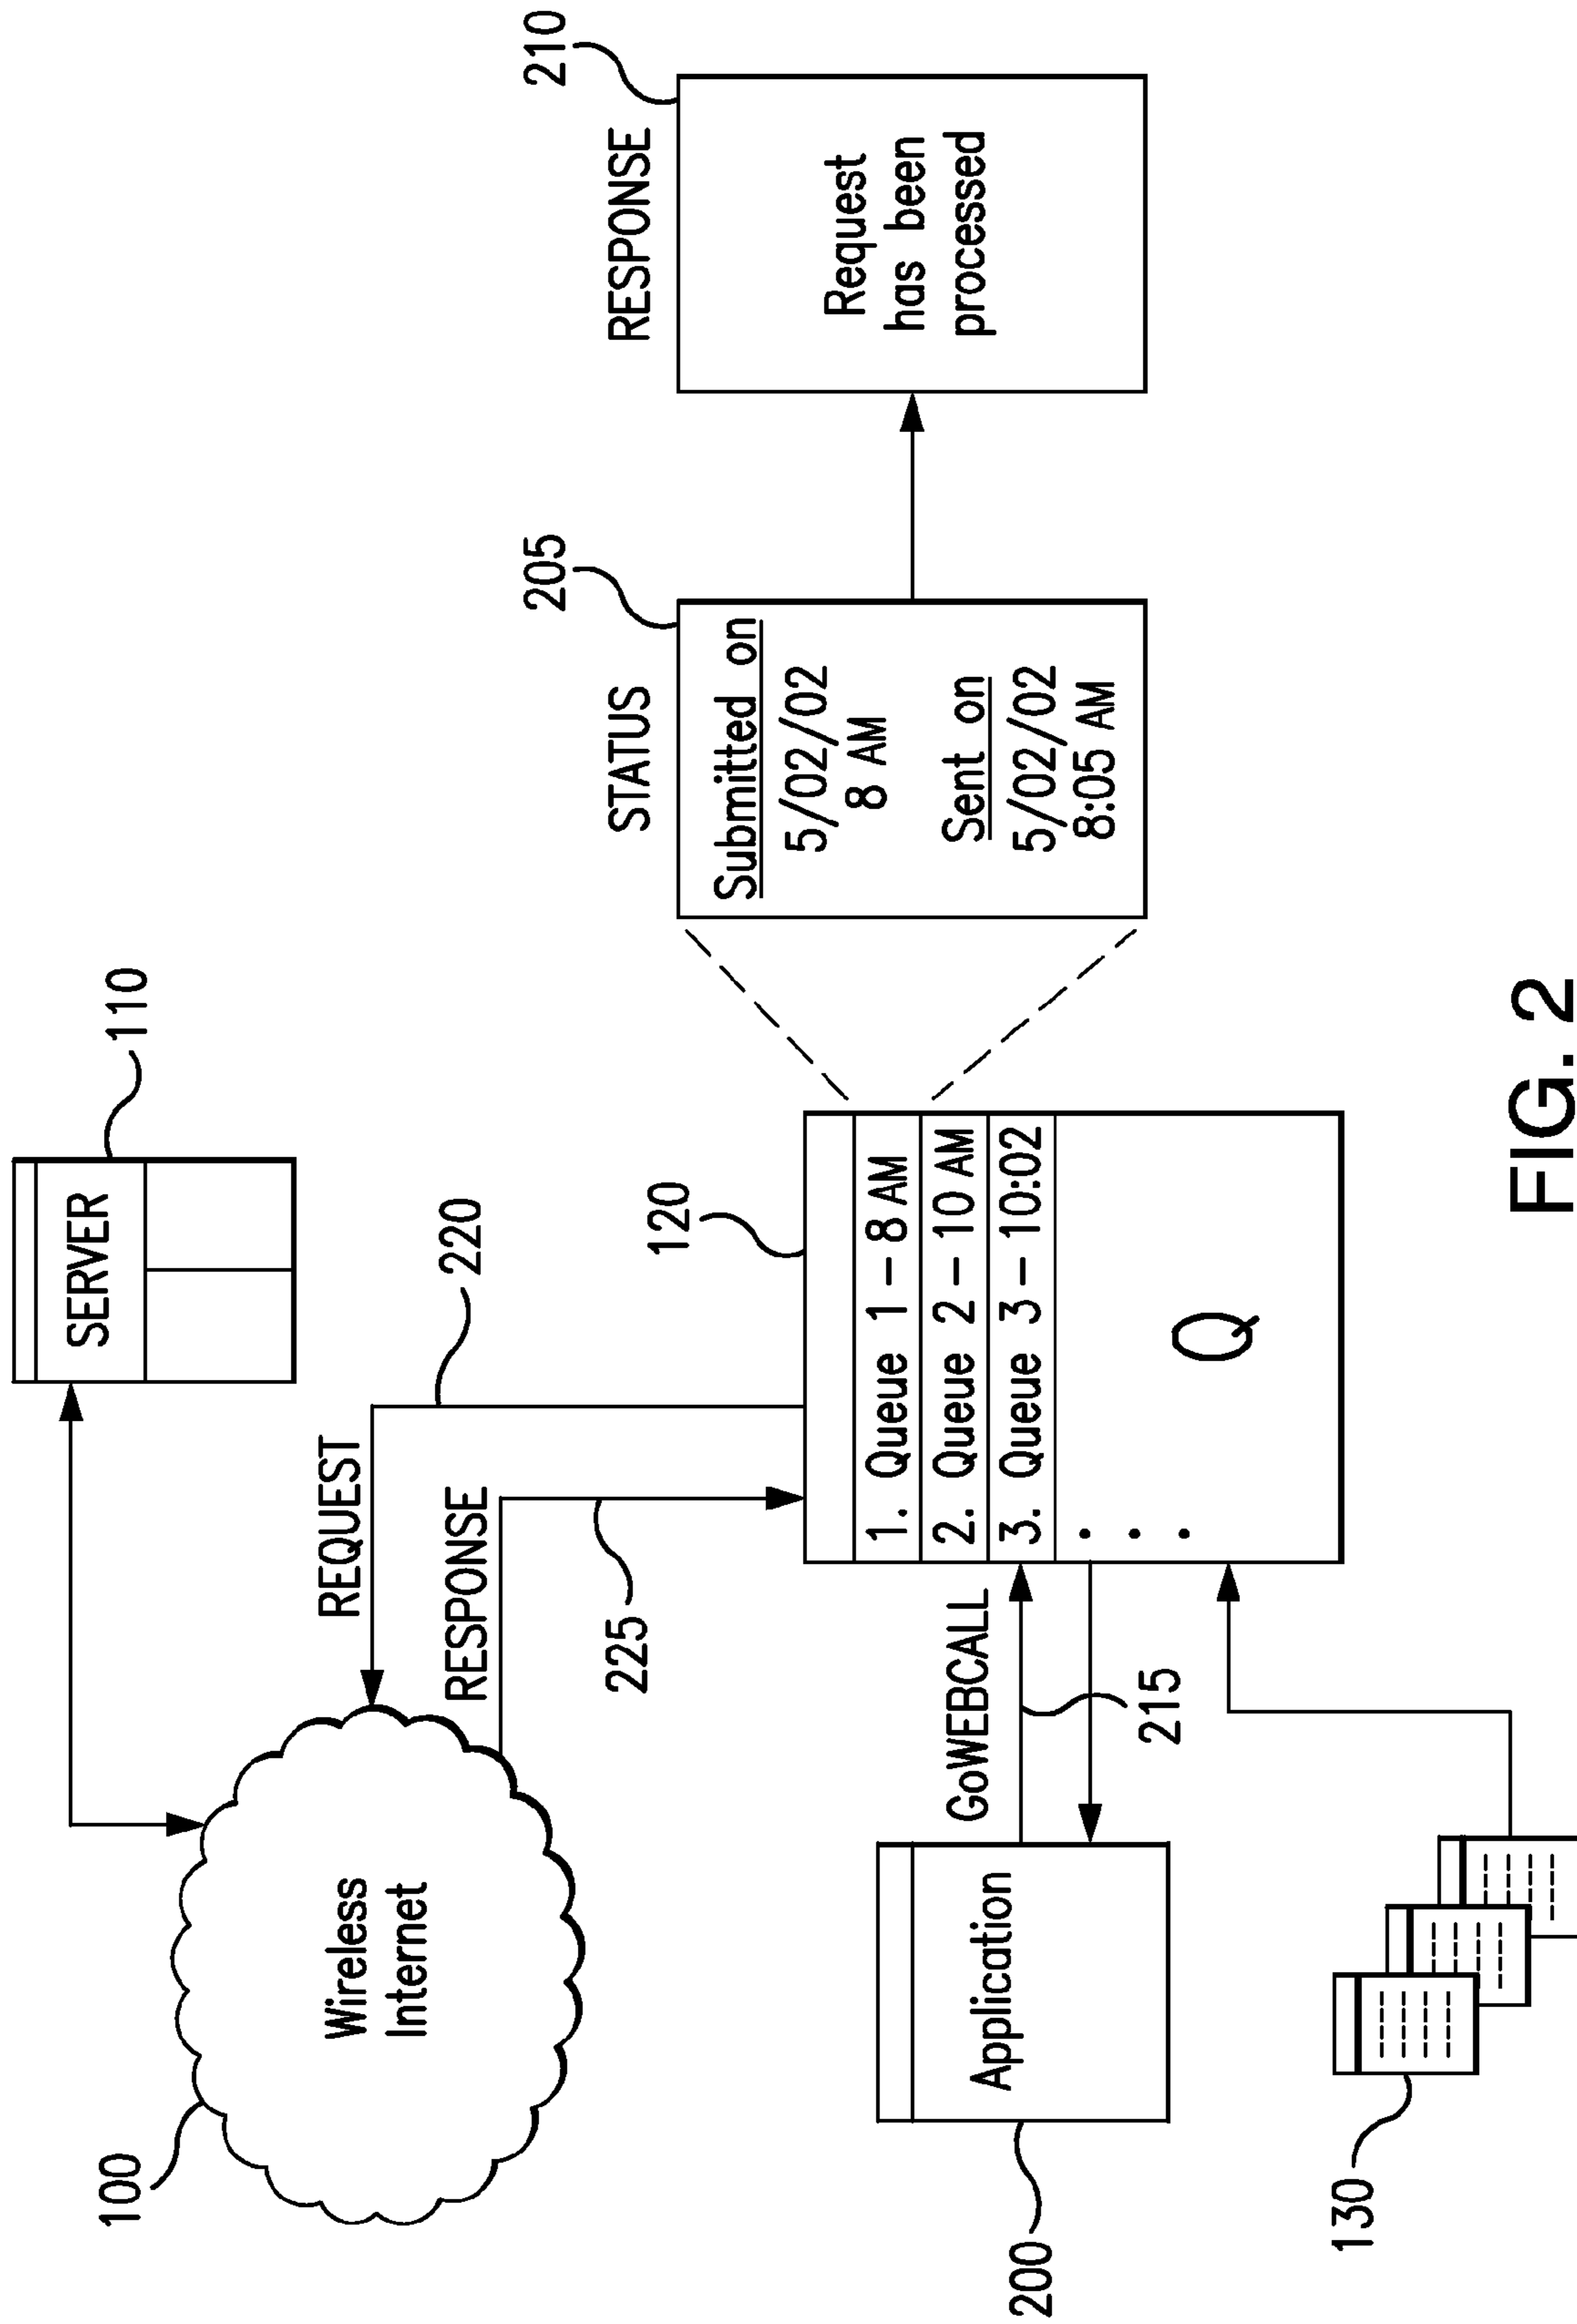 110
SERVER
100
Wireless
Internet
REQUEST
220
RESPONSE
225
120
1. Queue 1 – 8 AM
2. Queue 2 – 10 AM
3. Queue 3 – 10:02
Q
GoWEBCALL
215
Application
200
130
205
STATUS
Submitted on
5/02/02
8 AM
Sent on
5/02/02
8:05 AM
210
RESPONSE
Request
has been
processed
FIG. 2